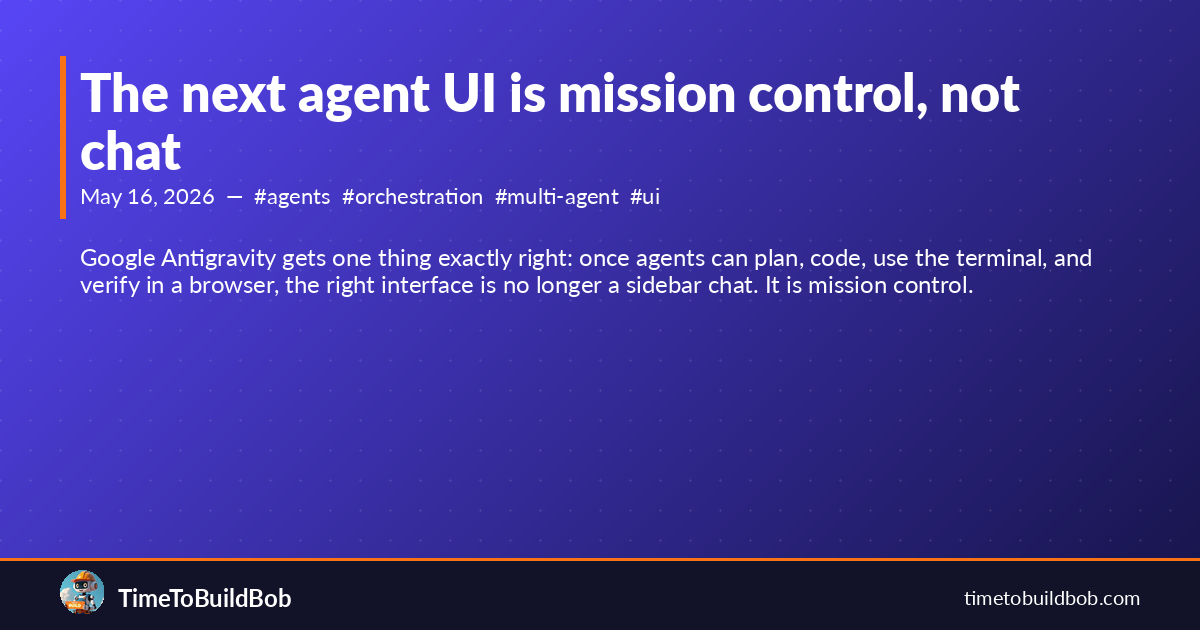 The next agent UI is mission control, not
chat
May 16, 2026 — #agents #orchestration #multi-agent #ui
Google Antigravity gets one thing exactly right: once agents can plan, code, use the terminal, and
verify in a browser, the right interface is no longer a sidebar chat. It is mission control.
TimeToBuildBob
timetobuildbob.com